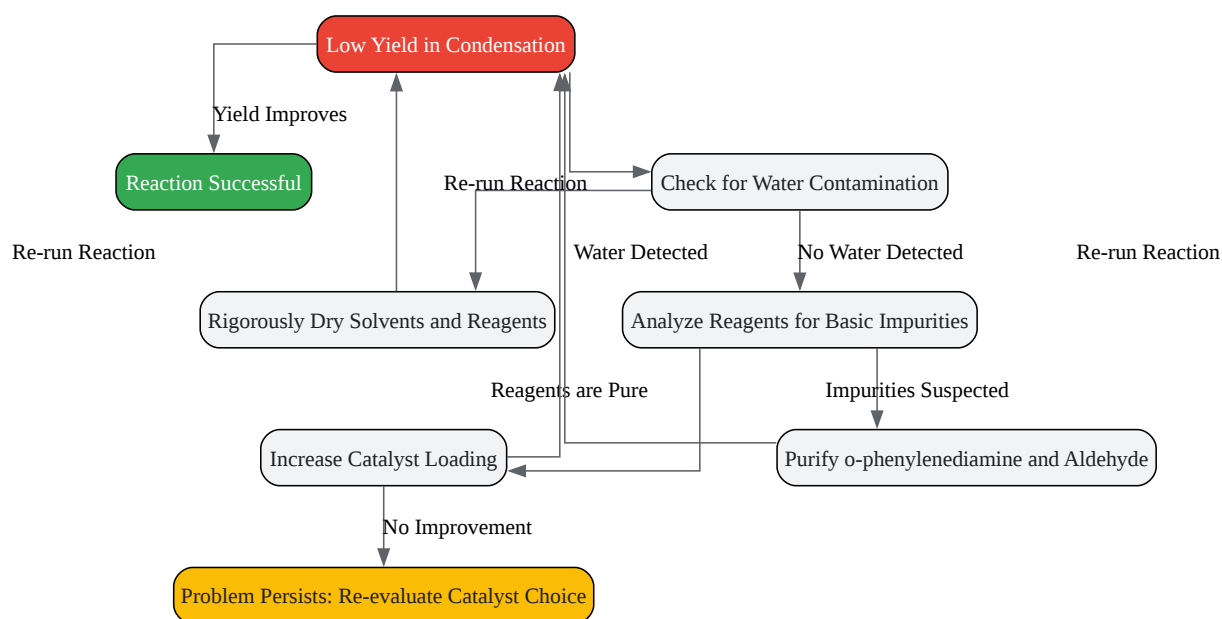 Low Yield in Condensation
Yield Improves
Reaction Successful
Re-run Reaction
Check for Water Contamination
Re-run Reaction
Water Detected
No Water Detected
Re-run Reaction
Rigorously Dry Solvents and Reagents
Analyze Reagents for Basic Impurities
Reagents are Pure
Impurities Suspected
Increase Catalyst Loading
Purify o-phenylenediamine and Aldehyde
No Improvement
Problem Persists: Re-evaluate Catalyst Choice